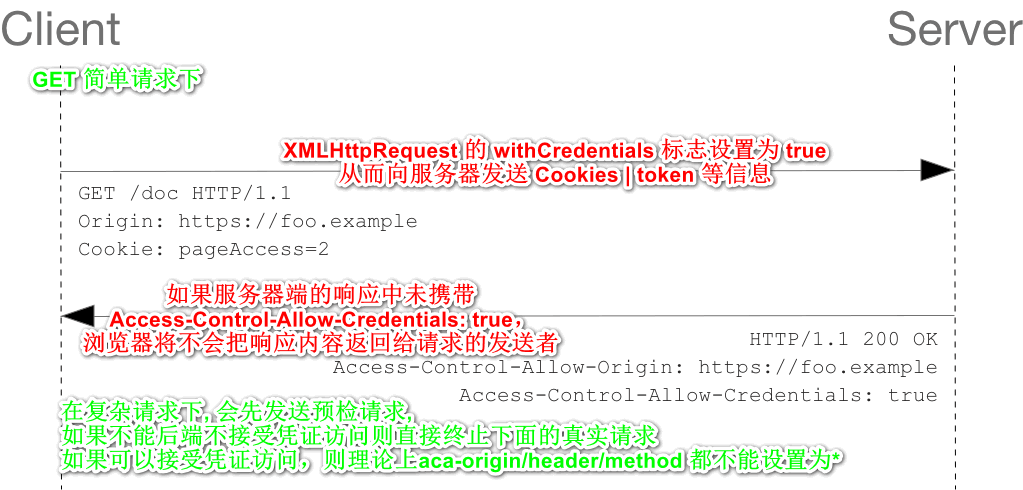 Client
Server
GET 简单请求下
XMLHttpRequest 的 withCredentials 标志设置为 true
从而向服务器发送 Cookies | token 等信息
GET /doc HTTP/1.1
Origin: https://foo.example
Cookie: pageAccess=2
如果服务器端的响应中未携带
Access-Control-Allow-Credentials: true,
浏览器将不会把响应内容返回给请求的发送者
HTTP/1.1 200 OK
Access-Control-Allow-Origin: https://foo.example
Access-Control-Allow-Credentials: true
在复杂请求下, 会先发送预检请求,
如果不能后端不接受凭证访问则直接终止下面的真实请求
如果可以接受凭证访问，则理论上aca-origin/header/method 都不能设置为*